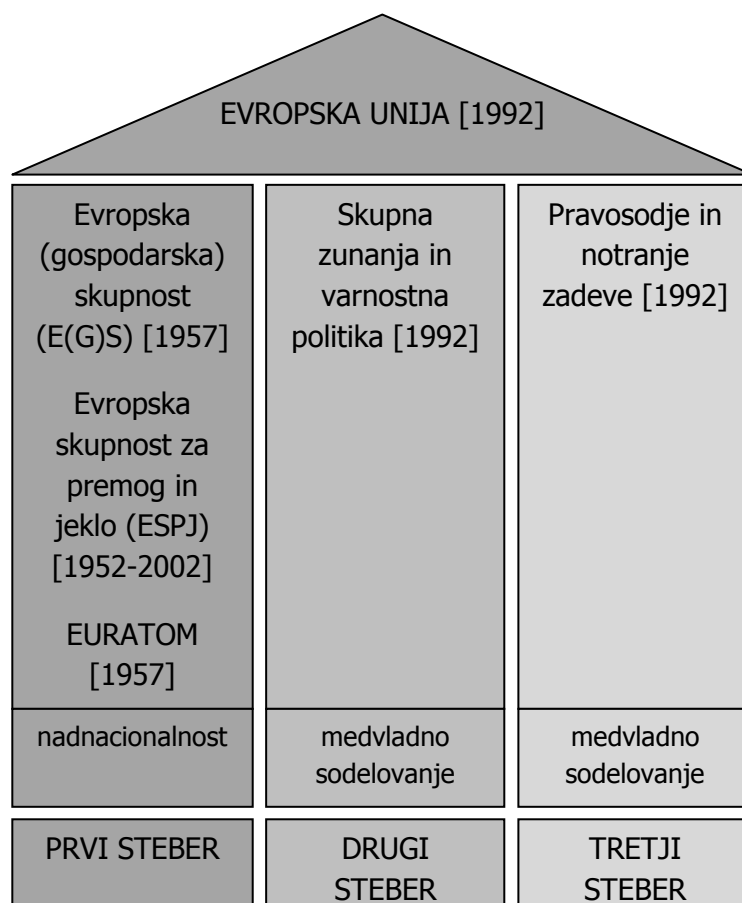 EVROPSKA UNIJA [1992]
Evropska
(gospodarska)
skupnost
(E(G)S) [1957]
Evropska
skupnost za
premog in
jeklo (ESPJ)
[1952-2002]
EURATOM
[1957]
nadnacionalnost
PRVI STEBER
Skupna
zunanja in
varnostna
politika [1992]
medvladno
sodelovanje
DRUGI
STEBER
Pravosodje in
notranje
zadeve [1992]
medvladno
sodelovanje
TRETJI
STEBER